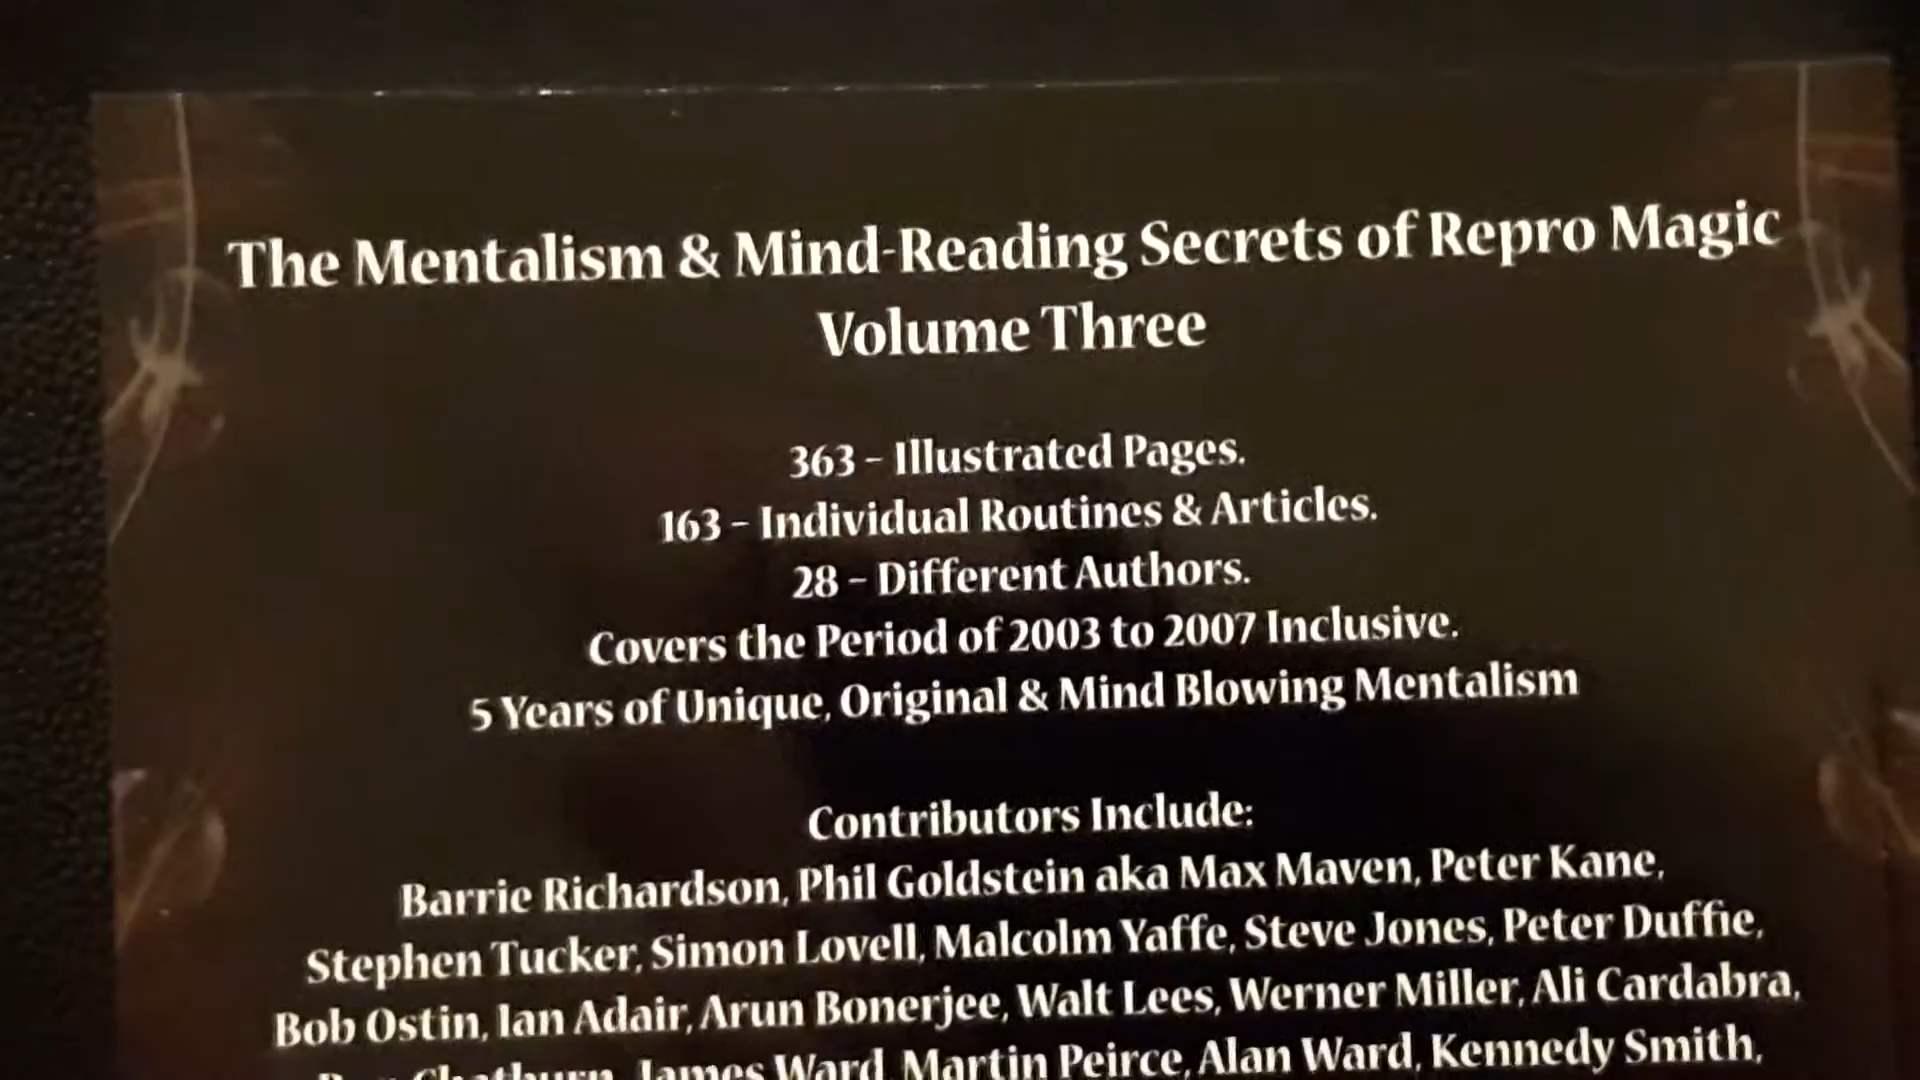 The Mentalism & Mind-Reading Secrets of Repro Magic
Volume Three
363 – Illustrated Pages.
163 – Individual Routines & Articles.
28 – Different Authors.
Covers the Period of 2003 to 2007 Inclusive.
5 Years of Unique, Original & Mind Blowing Mentalism
Contributors Include:
Barrie Richardson, Phil Goldstein aka Max Maven, Peter Kane,
Stephen Tucker, Simon Lovell, Malcolm Yaffe, Steve Jones, Peter Duffie,
Bob Ostin, Ian Adair, Arun Bonerjee, Walt Lees, Werner Miller, Ali Cardabra,
James Ward, Martin Peirce, Alan Ward, Kennedy Smith,